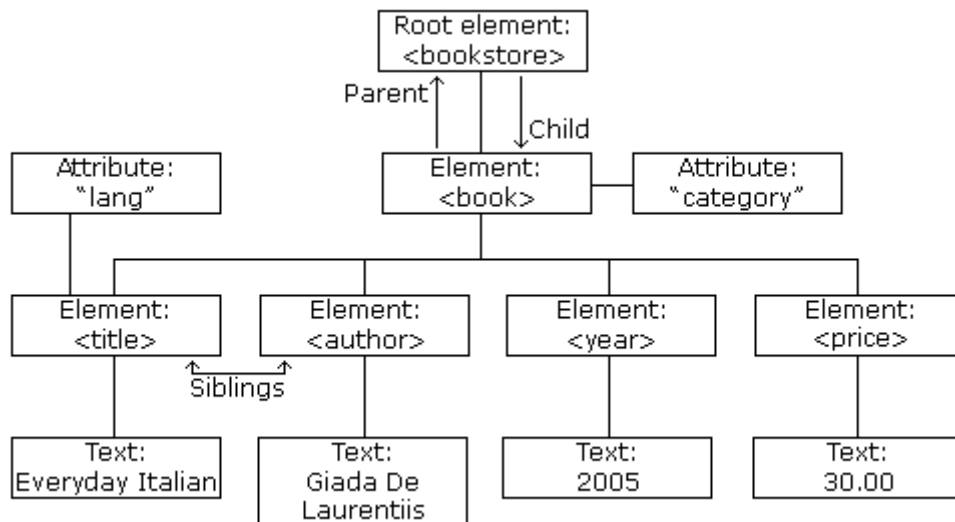 Root element:
<bookstore>
Parent
Child
Attribute:
“lang”
Element:
<book>
Attribute:
“category”
Element:
<title>
Element:
<author>
Element:
<year>
Element:
<price>
Siblings
Text:
Everyday Italian
Text:
Giada De
Laurentiis
Text:
2005
Text:
30.00